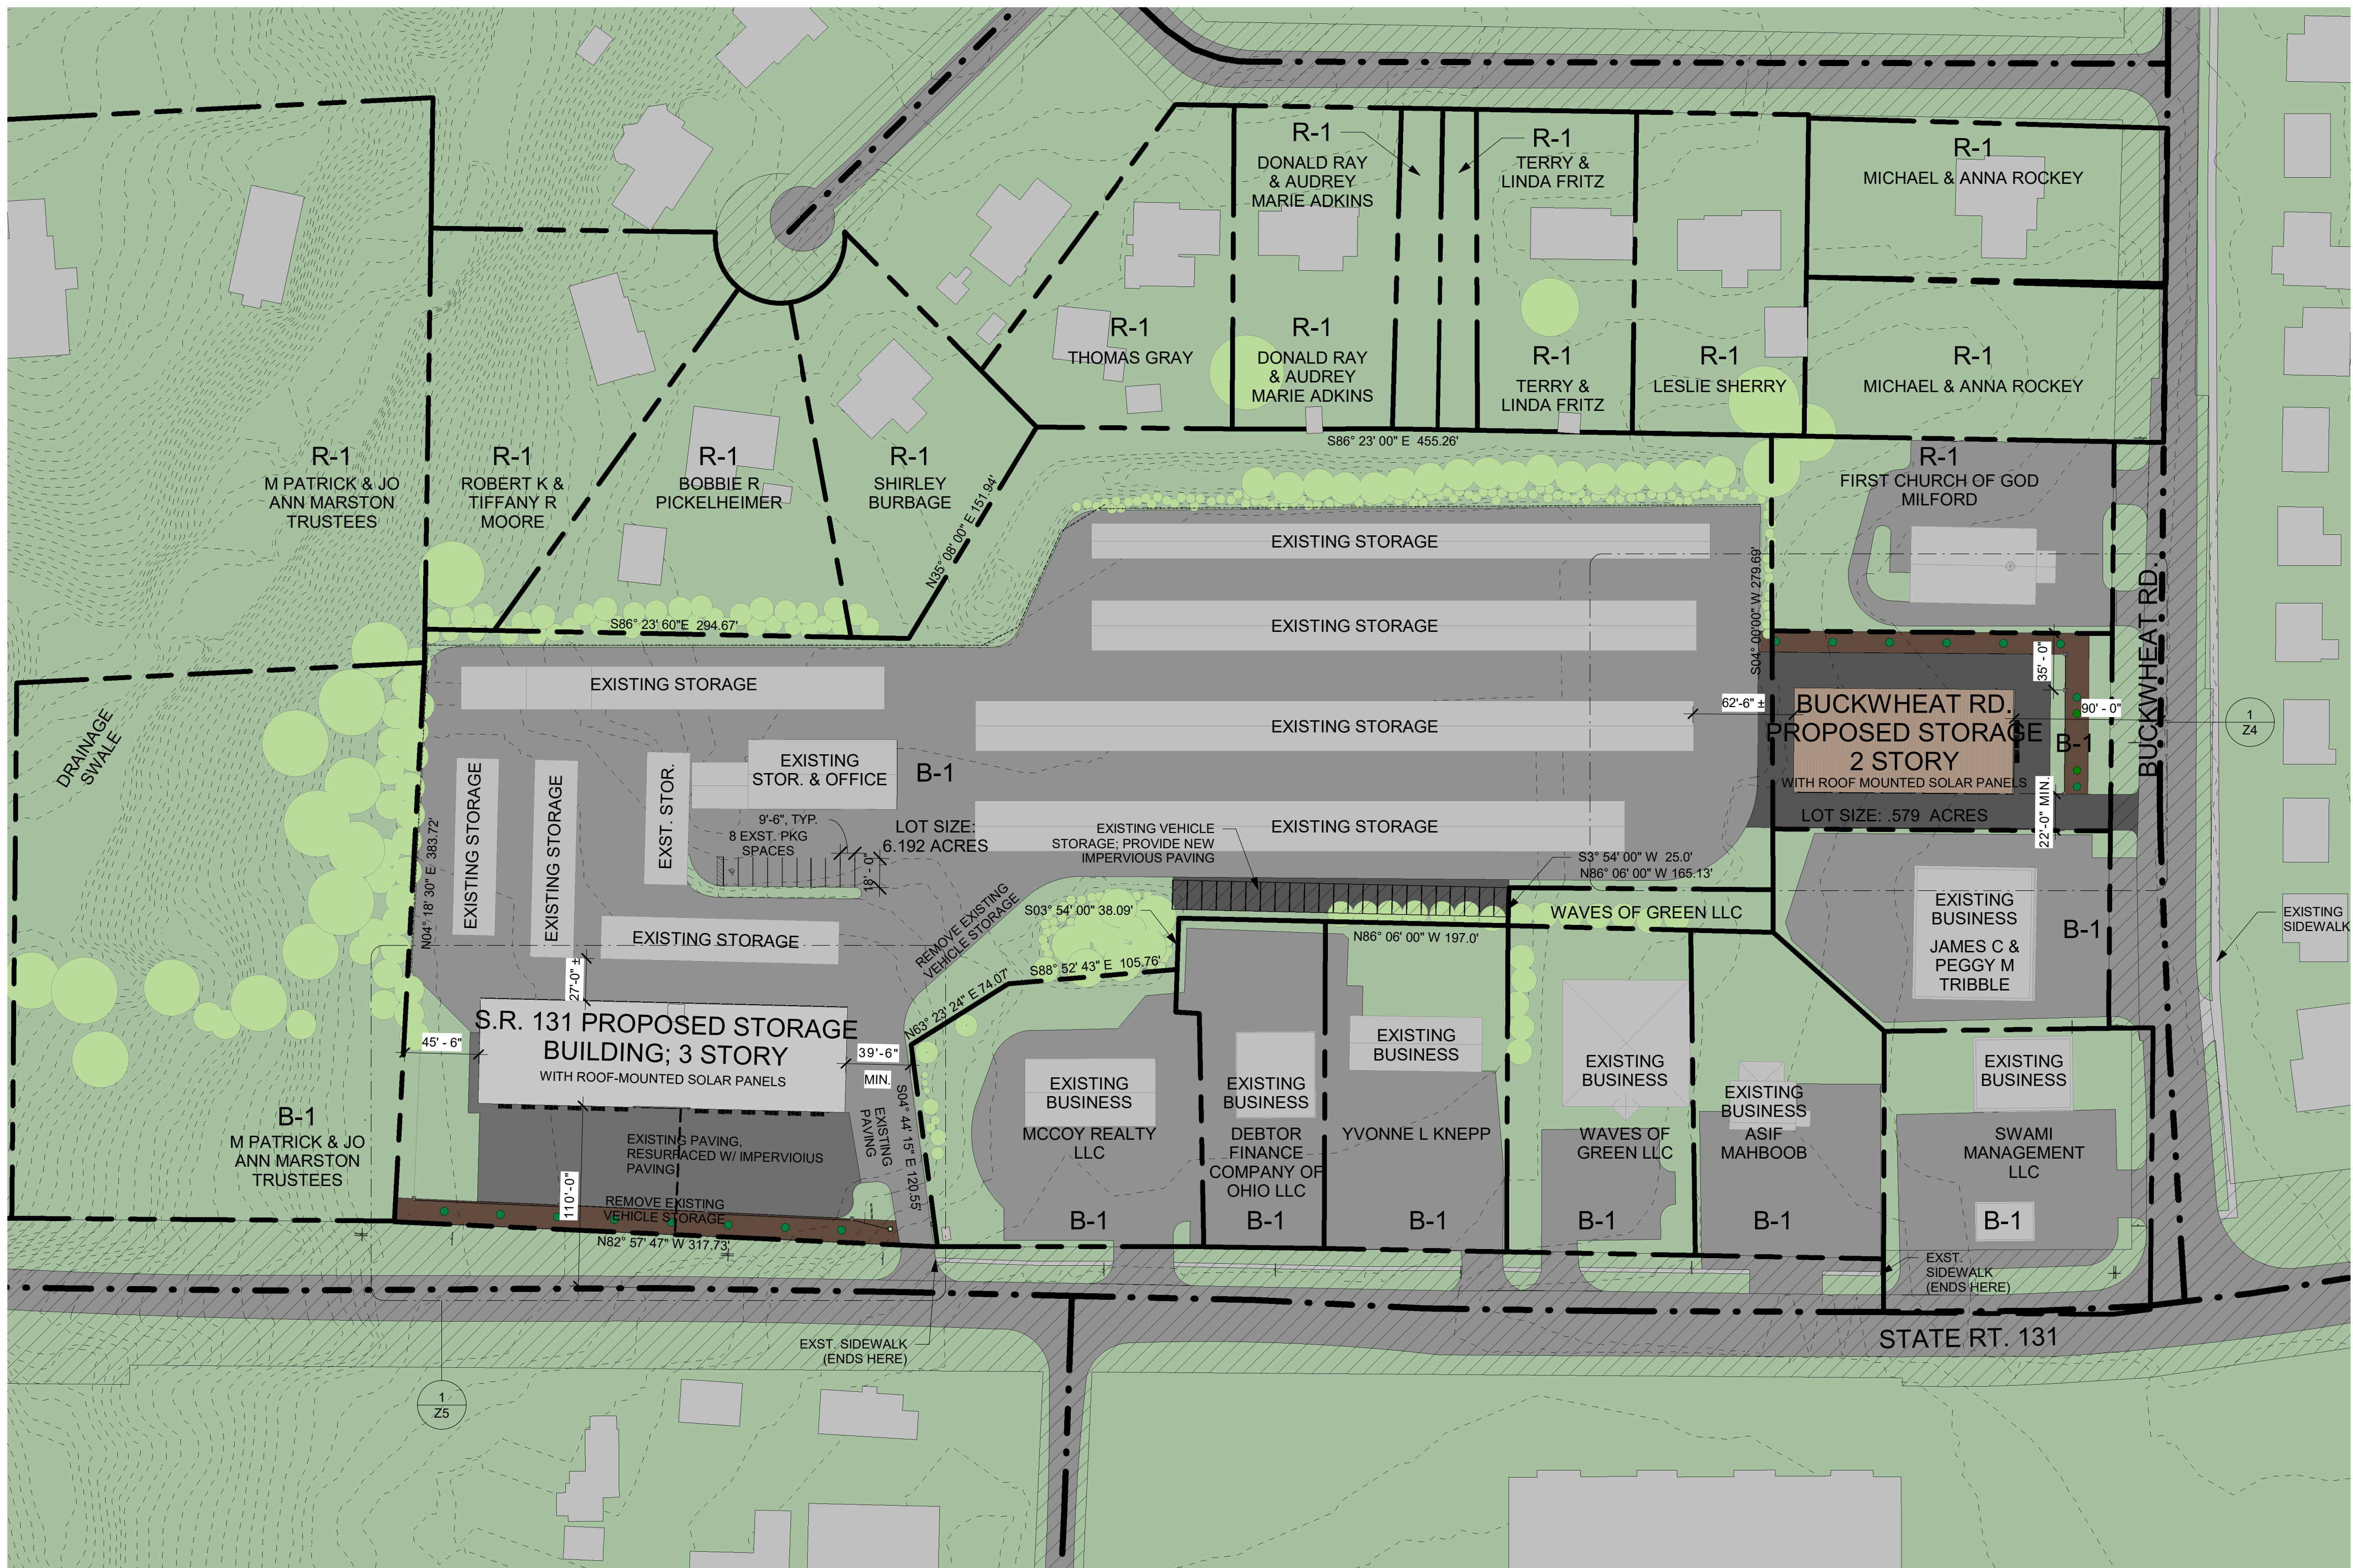 R-1
DONALD RAY
& AUDREY
MARIE ADKINS
R-1
TERRY &
LINDA FRITZ
R-1
MICHAEL & ANNA ROCKEY
R-1
THOMAS GRAY
R-1
DONALD RAY
& AUDREY
MARIE ADKINS
R-1
TERRY &
LINDA FRITZ
R-1
LESLIE SHERRY
R-1
MICHAEL & ANNA ROCKEY
S86° 23' 00" E 455.26'
R-1
M PATRICK & JO
ANN MARSTON
TRUSTEES
R-1
ROBERT K &
TIFFANY R
MOORE
R-1
BOBBIE R
PICKELHEIMER
R-1
SHIRLEY
BURBAGE
N35° 08' 00" E 151.94'
R-1
FIRST CHURCH OF GOD
MILFORD
EXISTING STORAGE
EXISTING STORAGE
S86° 23' 60"E 294.67'
S04° 00'00" W 279.69'
BUCKWHEAT RD.
EXISTING STORAGE
EXISTING STORAGE
62'-6" ±
35' - 0"
90' - 0"
BUCKWHEAT RD.
PROPOSED STORAGE
2 STORY
WITH ROOF MOUNTED SOLAR PANELS
B-1
22'-0" MIN.
LOT SIZE: .579 ACRES
1
Z4
DRAINAGE
SWALE
EXISTING STORAGE
EXISTING STORAGE
EXST. STOR.
EXISTING
STOR. & OFFICE
B-1
9'-6", TYP.
8 EXST. PKG
SPACES
18' - 0"
LOT SIZE:
6.192 ACRES
EXISTING STORAGE
EXISTING VEHICLE
STORAGE; PROVIDE NEW
IMPERVIOUS PAVING
S3° 54' 00" W 25.0'
N86° 06' 00" W 165.13'
N04° 18' 30" E 383.72'
EXISTING STORAGE
REMOVE EXISTING
VEHICLE STORAGE
S03° 54' 00" 38.09'
S88° 52' 43" E 105.76'
N63° 23' 24" E 74.07'
N86° 06' 00" W 197.0'
WAVES OF GREEN LLC
EXISTING
BUSINESS
JAMES C &
PEGGY M
TRIBBLE
B-1
EXISTING
SIDEWALK
27'-0" ±
45' - 6"
S.R. 131 PROPOSED STORAGE
BUILDING; 3 STORY
WITH ROOF-MOUNTED SOLAR PANELS
39'-6"
MIN.
S04° 44' 15" E 120.55'
EXISTING
PAVING
EXISTING PAVING,
RESURFACED W/ IMPERVIOIUS
PAVING
110'-0"
REMOVE EXISTING
VEHICLE STORAGE
N82° 57' 47" W 317.73'
B-1
M PATRICK & JO
ANN MARSTON
TRUSTEES
EXISTING
BUSINESS
MCCOY REALTY
LLC
B-1
EXISTING
BUSINESS
DEBTOR
FINANCE
COMPANY OF
OHIO LLC
B-1
EXISTING
BUSINESS
YVONNE L KNEPP
B-1
EXISTING
BUSINESS
WAVES OF
GREEN LLC
B-1
EXISTING
BUSINESS
ASIF
MAHBOOB
B-1
EXISTING
BUSINESS
SWAMI
MANAGEMENT
LLC
B-1
EXST.
SIDEWALK
(ENDS HERE)
EXST. SIDEWALK
(ENDS HERE)
STATE RT. 131
1
Z5